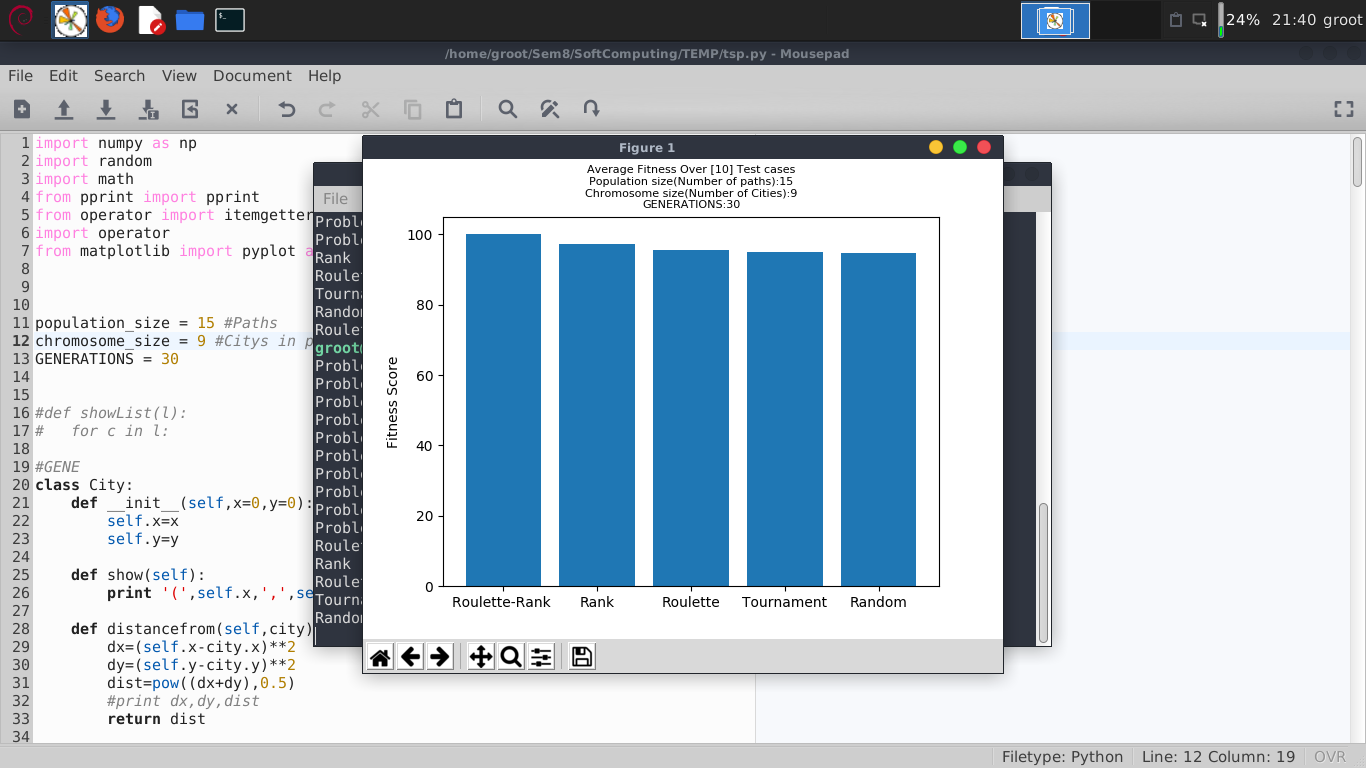 24% 21:40 groot
/home/groot/Sem8/SoftComputing/TEMP/tsp.py - Mousepad
File Edit Search View Document Help
1 import numpy as np
2 import random
3 import math
4 from pprint import pprint
5 from operator import itemgetter
6 import operator
7 from matplotlib import pyplot a
8
9
10
11 population_size = 15 #Paths
12 chromosome_size = 9 #Citys in p
13 GENERATIONS = 30
14
15
16 #def showList(l):
17 #   for c in l:
18
19 #GENE
20 class City:
21     def __init__(self,x=0,y=0):
22         self.x=x
23         self.y=y
24
25     def show(self):
26         print '(',self.x,',',se
27
28     def distancefrom(self,city)
29         dx=(self.x-city.x)**2
30         dy=(self.y-city.y)**2
31         dist=pow((dx+dy),0.5)
32         #print dx,dy,dist
33         return dist
34
File
Proble
Proble
Rank
Roule
Tourna
Rando
Roule
groot
Proble
Proble
Proble
Proble
Proble
Proble
Proble
Proble
Proble
Proble
Roule
Rank
Roule
Tourna
Rando
Figure 1
Average Fitness Over [10] Test cases
Population size(Number of paths):15
Chromosome size(Number of Cities):9
GENERATIONS:30
Fitness Score
100
80
60
40
20
0
Roulette-Rank Rank Roulette Tournament Random
Filetype: Python Line: 12 Column: 19 OVR